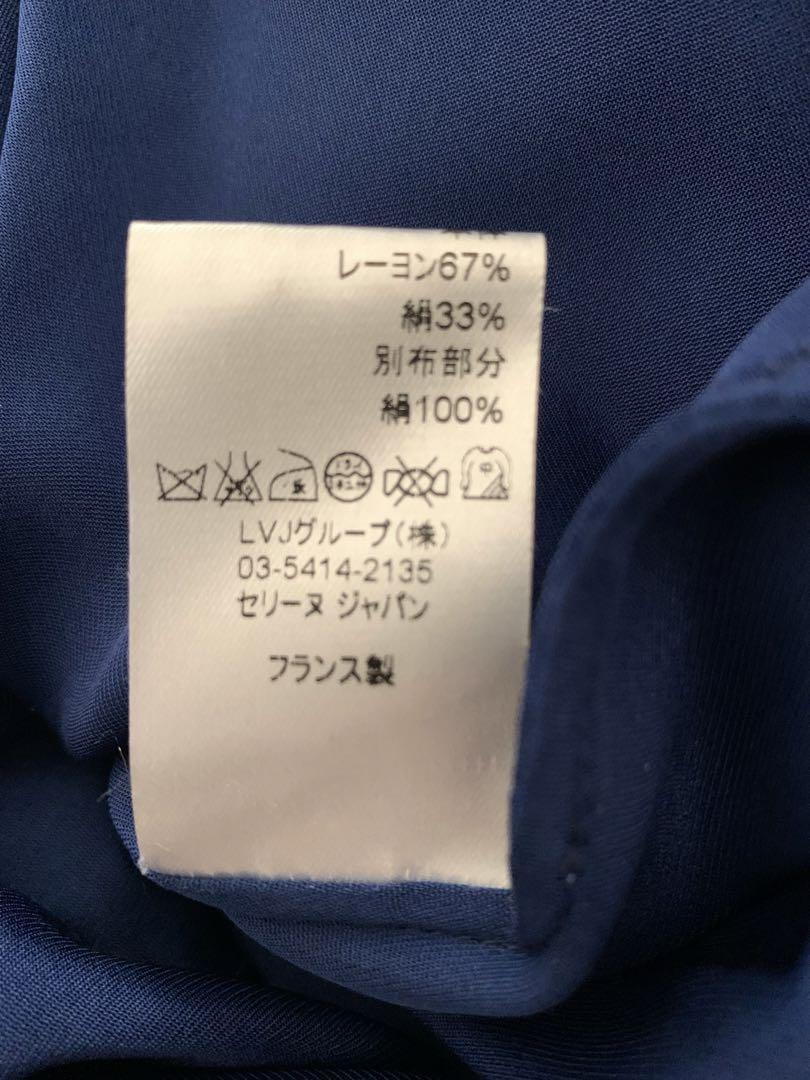 レーヨン67%
絹33%
別布部分
絹100%
LVJグループ(株)
03-5414-2135
セリーヌ ジャパン
フランス製